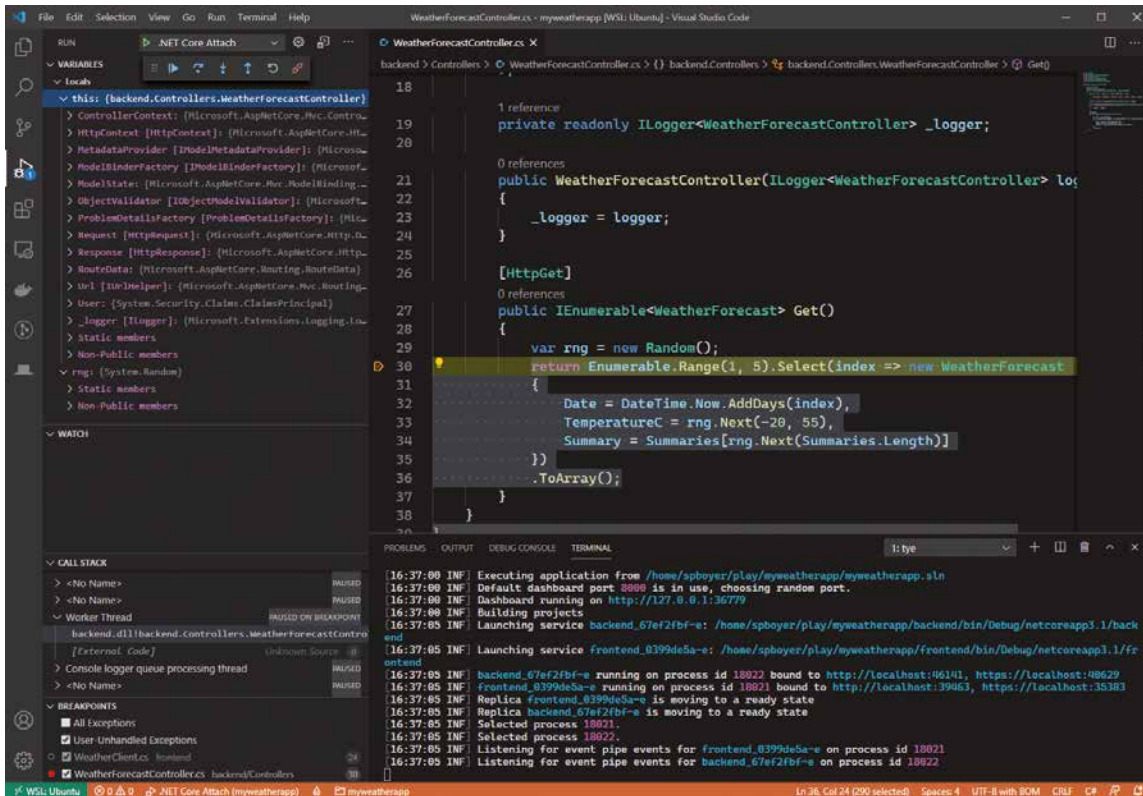 File Edit Selection View Go Run Terminal Help
WeatherForecastController.cs - myweatherapp [WSL: Ubuntu] - Visual Studio Code
RUN
.NET Core Attach
VARIABLES
Locals
this: {backend.Controllers.WeatherForecastController}
ControllerContext: {Microsoft.AspNetCore.Mvc.Contro…
HttpContext [HttpContext]: {Microsoft.AspNetCore.Ht…
MetadataProvider [IModelMetadataProvider]: {Microso…
ModelBinderFactory [IModelBinderFactory]: {Microsof…
ModelState: {Microsoft.AspNetCore.Mvc.ModelBinding.…
ObjectValidator [IObjectModelValidator]: {Microsoft…
ProblemDetailsFactory [ProblemDetailsFactory]: {Mic…
Request [HttpRequest]: {Microsoft.AspNetCore.Http.D…
Response [HttpResponse]: {Microsoft.AspNetCore.Http…
RouteData: {Microsoft.AspNetCore.Routing.RouteData}
Url [IUrlHelper]: {Microsoft.AspNetCore.Mvc.Routing…
User: {System.Security.Claims.ClaimsPrincipal}
_logger [ILogger]: {Microsoft.Extensions.Logging.Lo…
Static members
Non-Public members
rng: {System.Random}
Static members
Non-Public members
WATCH
CALL STACK
<No Name> PAUSED
<No Name> PAUSED
Worker Thread PAUSED ON BREAKPOINT
backend.dll!backend.Controllers.WeatherForecastContro
[External Code] Unknown Source 0
Console logger queue processing thread PAUSED
<No Name> PAUSED
BREAKPOINTS
All Exceptions
User-Unhandled Exceptions
WeatherClient.cs frontend 24
WeatherForecastController.cs backend/Controllers 30
WeatherForecastController.cs
backend > Controllers > WeatherForecastController.cs > {} backend.Controllers > backend.Controllers.WeatherForecastController > Get()
18
1 reference
19 private readonly ILogger<WeatherForecastController> _logger;
20
0 references
21 public WeatherForecastController(ILogger<WeatherForecastController> log
22 {
23 _logger = logger;
24 }
25
26 [HttpGet]
0 references
27 public IEnumerable<WeatherForecast> Get()
28 {
29 var rng = new Random();
30 return Enumerable.Range(1, 5).Select(index => new WeatherForecast
31 {
32 Date = DateTime.Now.AddDays(index),
33 TemperatureC = rng.Next(-20, 55),
34 Summary = Summaries[rng.Next(Summaries.Length)]
35 })
36 .ToArray();
37 }
38 }
39 }
PROBLEMS OUTPUT DEBUG CONSOLE TERMINAL
1: tye
[16:37:00 INF] Executing application from /home/spboyer/play/myweatherapp/myweatherapp.sln
[16:37:00 INF] Default dashboard port 8000 is in use, choosing random port.
[16:37:00 INF] Dashboard running on http://127.0.0.1:36779
[16:37:00 INF] Building projects
[16:37:05 INF] Launching service backend_67ef2fbf-e: /home/spboyer/play/myweatherapp/backend/bin/Debug/netcoreapp3.1/back
end
[16:37:05 INF] Launching service frontend_0399de5a-e: /home/spboyer/play/myweatherapp/frontend/bin/Debug/netcoreapp3.1/fr
ontend
[16:37:05 INF] backend_67ef2fbf-e running on process id 18022 bound to http://localhost:46141, https://localhost:40629
[16:37:05 INF] frontend_0399de5a-e running on process id 18021 bound to http://localhost:39463, https://localhost:35383
[16:37:05 INF] Replica frontend_0399de5a-e is moving to a ready state
[16:37:05 INF] Replica backend_67ef2fbf-e is moving to a ready state
[16:37:05 INF] Selected process 18021.
[16:37:05 INF] Selected process 18022.
[16:37:05 INF] Listening for event pipe events for frontend_0399de5a-e on process id 18021
[16:37:05 INF] Listening for event pipe events for backend_67ef2fbf-e on process id 18022
WSL: Ubuntu 0 0 .NET Core Attach (myweatherapp) myweatherapp
Ln 36, Col 24 (290 selected) Spaces: 4 UTF-8 with BOM CRLF C#